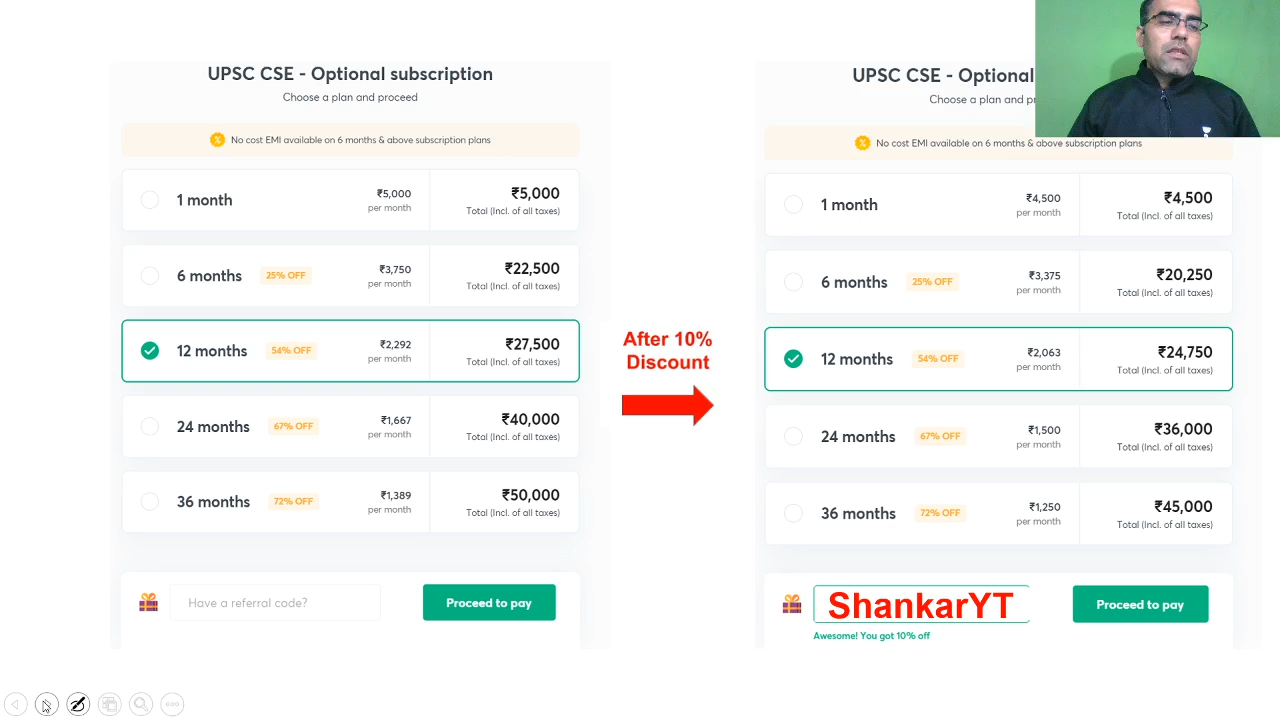 UPSC CSE - Optional subscription
Choose a plan and proceed
No cost EMI available on 6 months & above subscription plans
1 month ₹5,000 ₹5,000
per month Total (Incl. of all taxes)
6 months 25% OFF ₹3,750 ₹22,500
per month Total (Incl. of all taxes)
12 months 54% OFF ₹2,292 ₹27,500
per month Total (Incl. of all taxes)
24 months 67% OFF ₹1,667 ₹40,000
per month Total (Incl. of all taxes)
36 months 72% OFF ₹1,389 ₹50,000
per month Total (Incl. of all taxes)
Have a referral code? Proceed to pay
After 10%
Discount
UPSC CSE - Optional
Choose a plan and
No cost EMI available on 6 months & above subscription plans
1 month ₹4,500 ₹4,500
per month Total (Incl. of all taxes)
6 months 25% OFF ₹3,375 ₹20,250
per month Total (Incl. of all taxes)
12 months 54% OFF ₹2,063 ₹24,750
per month Total (Incl. of all taxes)
24 months 67% OFF ₹1,500 ₹36,000
per month Total (Incl. of all taxes)
36 months 72% OFF ₹1,250 ₹45,000
per month Total (Incl. of all taxes)
ShankarYT Proceed to pay
Awesome! You got 10% off